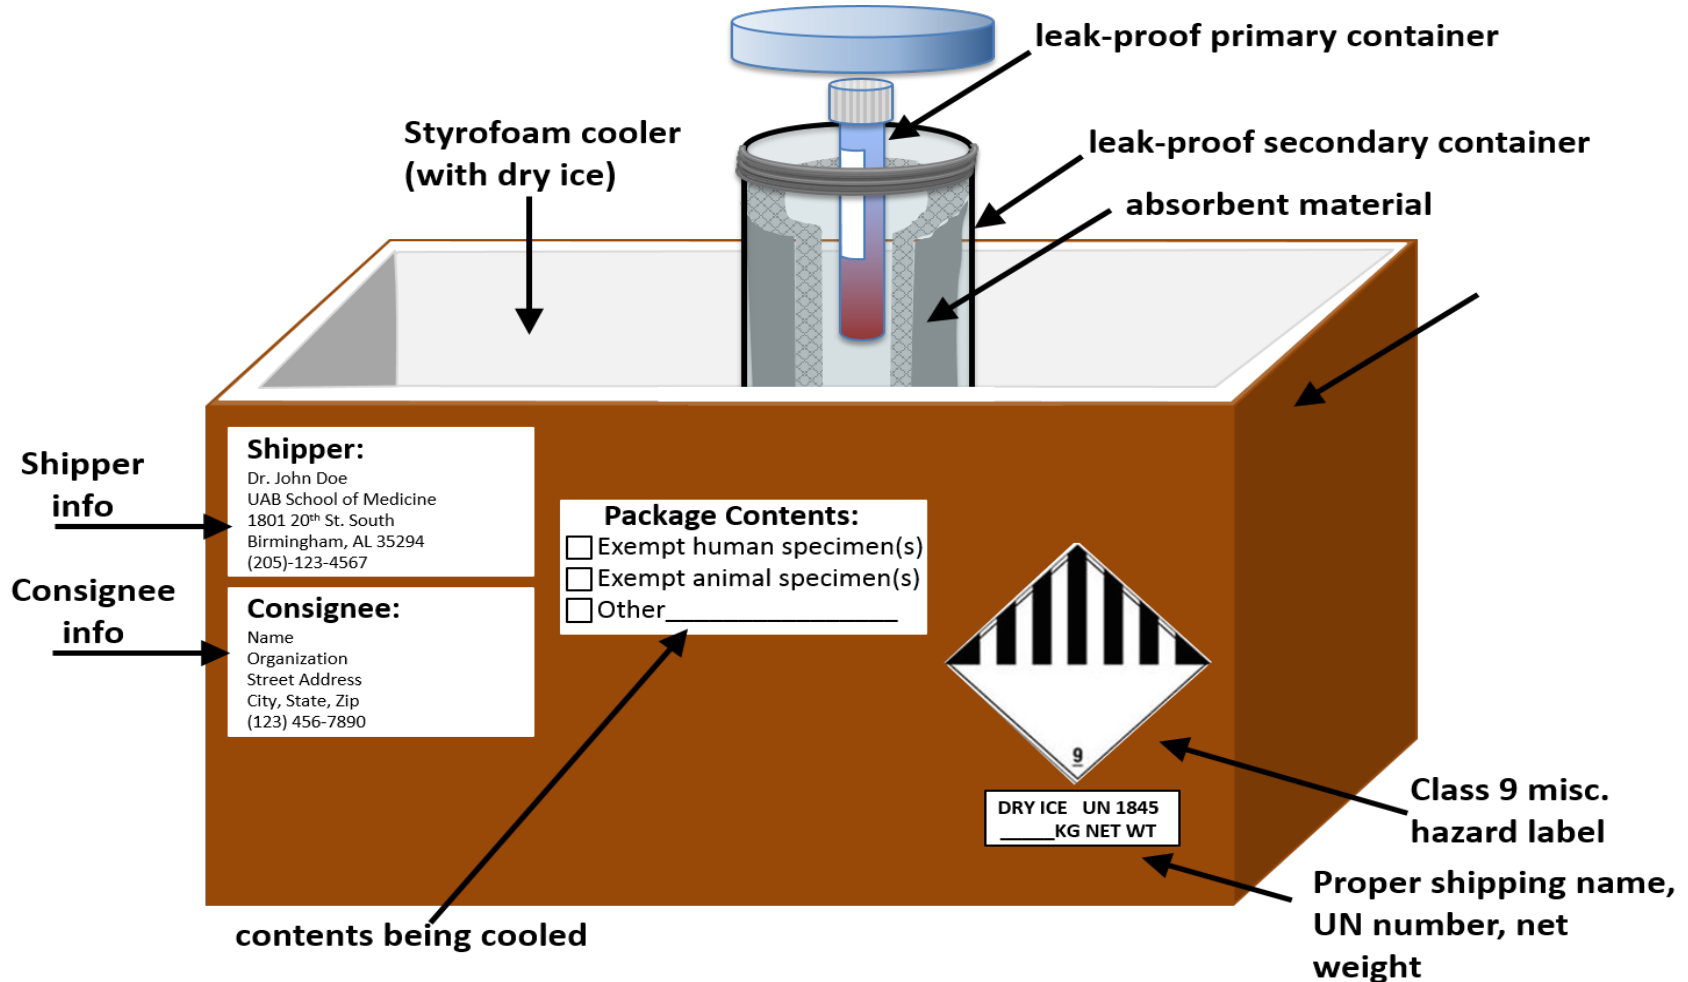 leak-proof primary container
Styrofoam cooler
(with dry ice)
leak-proof secondary container
absorbent material
Shipper
info
Consignee
info
Shipper:
Dr. John Doe
UAB School of Medicine
1801 20th St. South
Birmingham, AL 35294
(205)-123-4567
Consignee:
Name
Organization
Street Address
City, State, Zip
(123) 456-7890
Package Contents:
Exempt human specimen(s)
Exempt animal specimen(s)
Other__________________
9
DRY ICE UN 1845
_____KG NET WT
Class 9 misc.
hazard label
Proper shipping name,
UN number, net
weight
contents being cooled